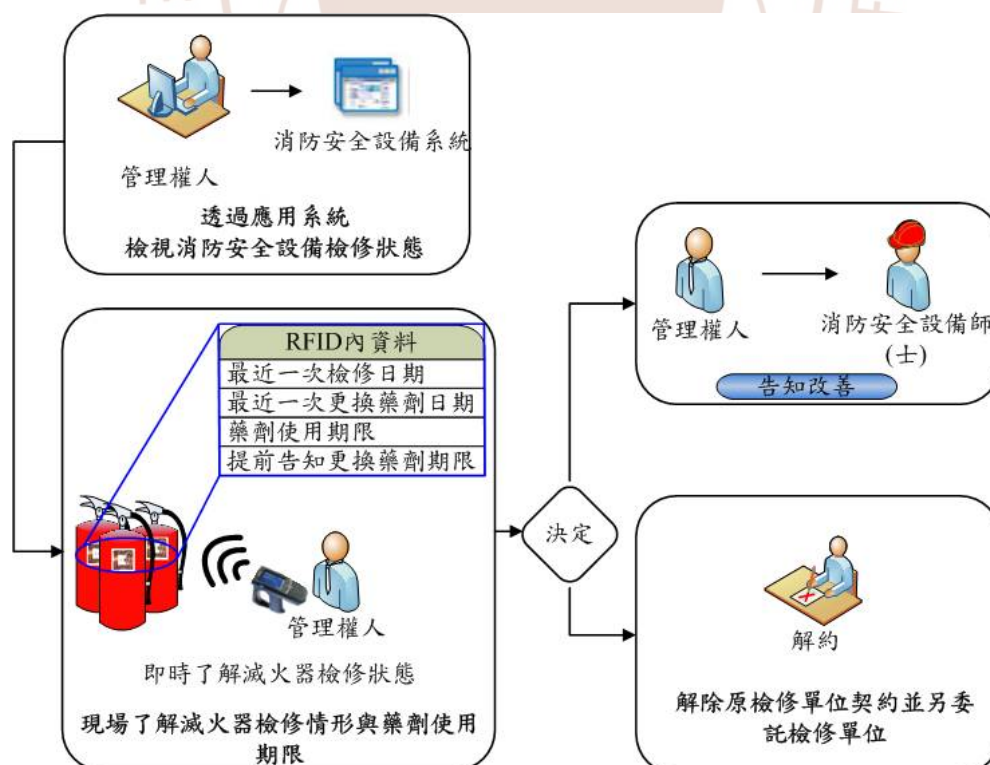 消防安全設備系統
管理權人
透過應用系統
檢視消防安全設備檢修狀態
RFID內資料
最近一次檢修日期
最近一次更換藥劑日期
藥劑使用期限
提前告知更換藥劑期限
管理權人
即時了解滅火器檢修狀態
現場了解滅火器檢修情形與藥劑使用
期限
決定
管理權人
消防安全設備師
(士)
告知改善
解約
解除原檢修單位契約並另委
託檢修單位